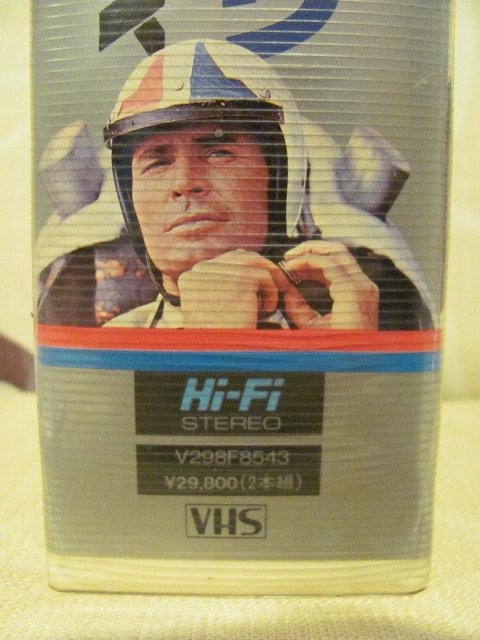 Hi-Fi
STEREO
V298F8543
¥29,800(2本組)
VHS